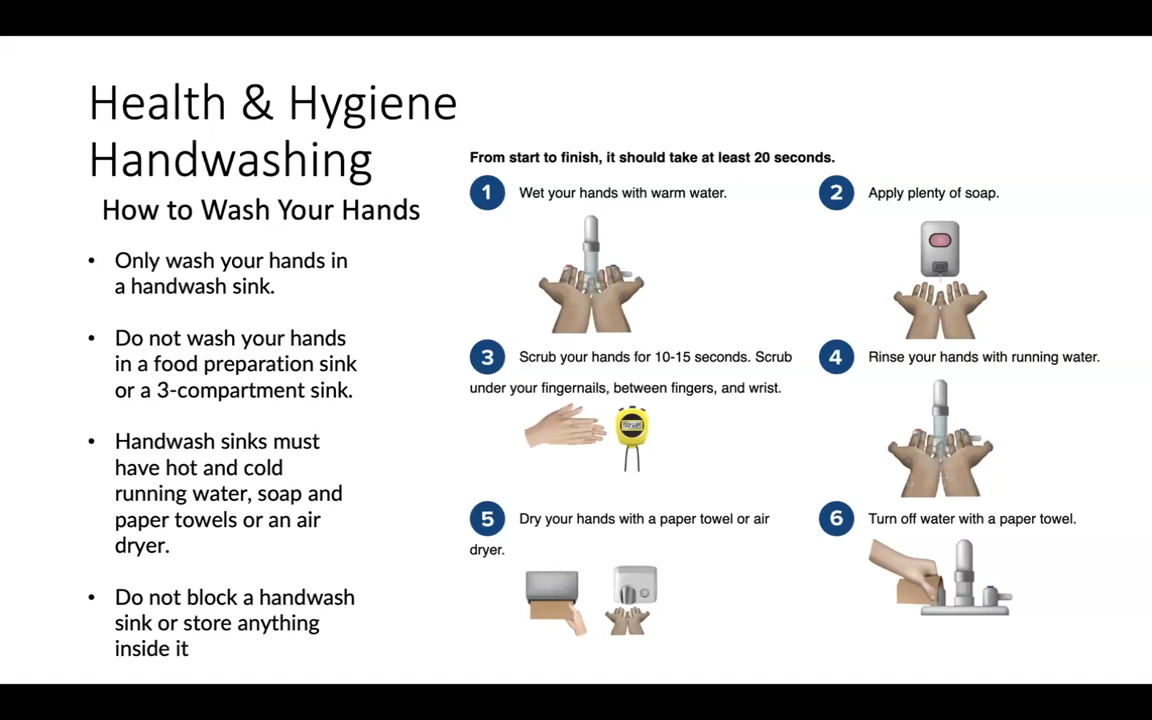 Health & Hygiene
Handwashing
How to Wash Your Hands
• Only wash your hands in
a handwash sink.
• Do not wash your hands
in a food preparation sink
or a 3-compartment sink.
• Handwash sinks must
have hot and cold
running water, soap and
paper towels or an air
dryer.
• Do not block a handwash
sink or store anything
inside it
From start to finish, it should take at least 20 seconds.
1 Wet your hands with warm water.
2 Apply plenty of soap.
3 Scrub your hands for 10-15 seconds. Scrub
under your fingernails, between fingers, and wrist.
4 Rinse your hands with running water.
5 Dry your hands with a paper towel or air
dryer.
6 Turn off water with a paper towel.